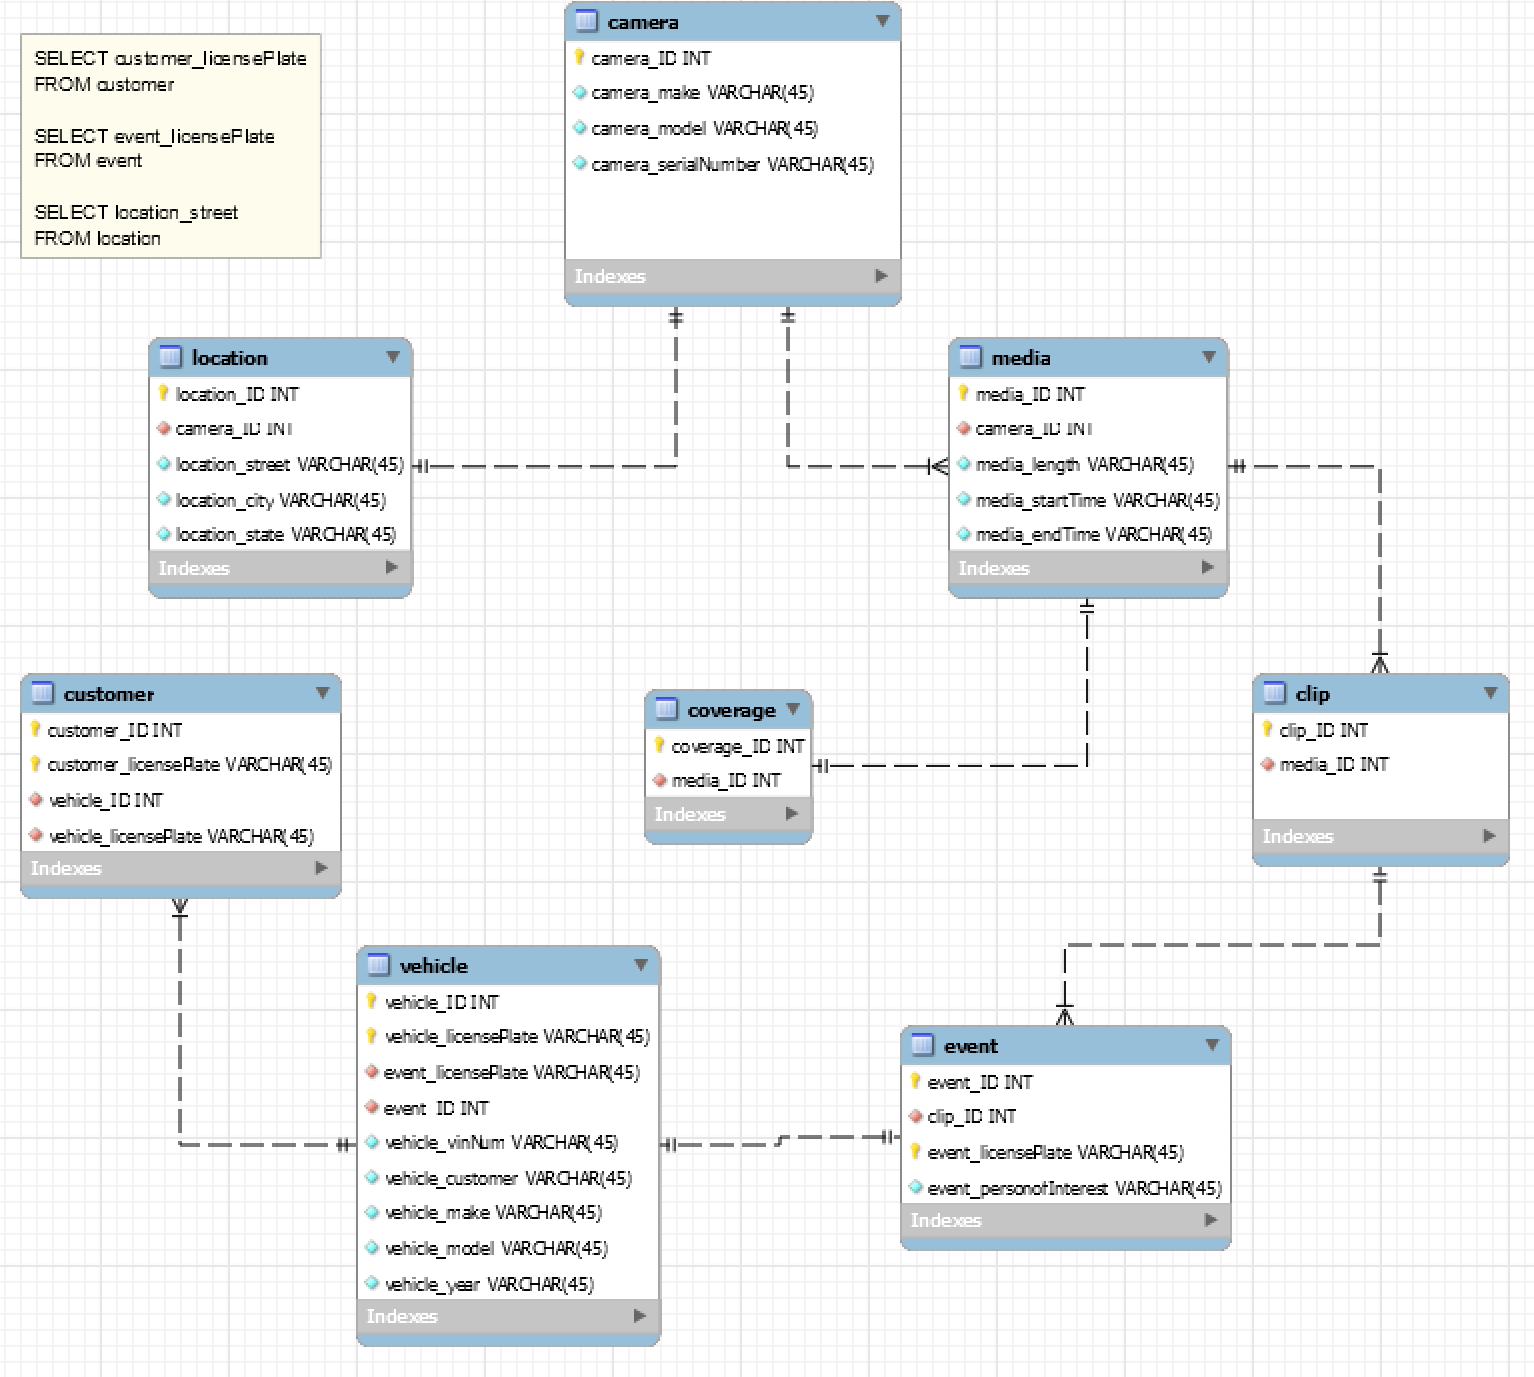 SELECT customer_licensePlate
FROM customer
SELECT event_licensePlate
FROM event
SELECT location_street
FROM location
camera
camera_ID INT
camera_make VARCHAR(45)
camera_model VARCHAR(45)
camera_serialNumber VARCHAR(45)
Indexes
location
location_ID INT
camera_ID INT
location_street VARCHAR(45)
location_city VARCHAR(45)
location_state VARCHAR(45)
Indexes
media
media_ID INT
camera_ID INT
media_length VARCHAR(45)
media_startTime VARCHAR(45)
media_endTime VARCHAR(45)
Indexes
customer
customer_ID INT
customer_licensePlate VARCHAR(45)
vehicle_ID INT
vehicle_licensePlate VARCHAR(45)
Indexes
coverage
coverage_ID INT
media_ID INT
Indexes
clip
clip_ID INT
media_ID INT
Indexes
vehicle
vehicle_ID INT
vehicle_licensePlate VARCHAR(45)
event_licensePlate VARCHAR(45)
event_ID INT
vehicle_vinNum VARCHAR(45)
vehicle_customer VARCHAR(45)
vehicle_make VARCHAR(45)
vehicle_model VARCHAR(45)
vehicle_year VARCHAR(45)
Indexes
event
event_ID INT
clip_ID INT
event_licensePlate VARCHAR(45)
event_personofInterest VARCHAR(45)
Indexes